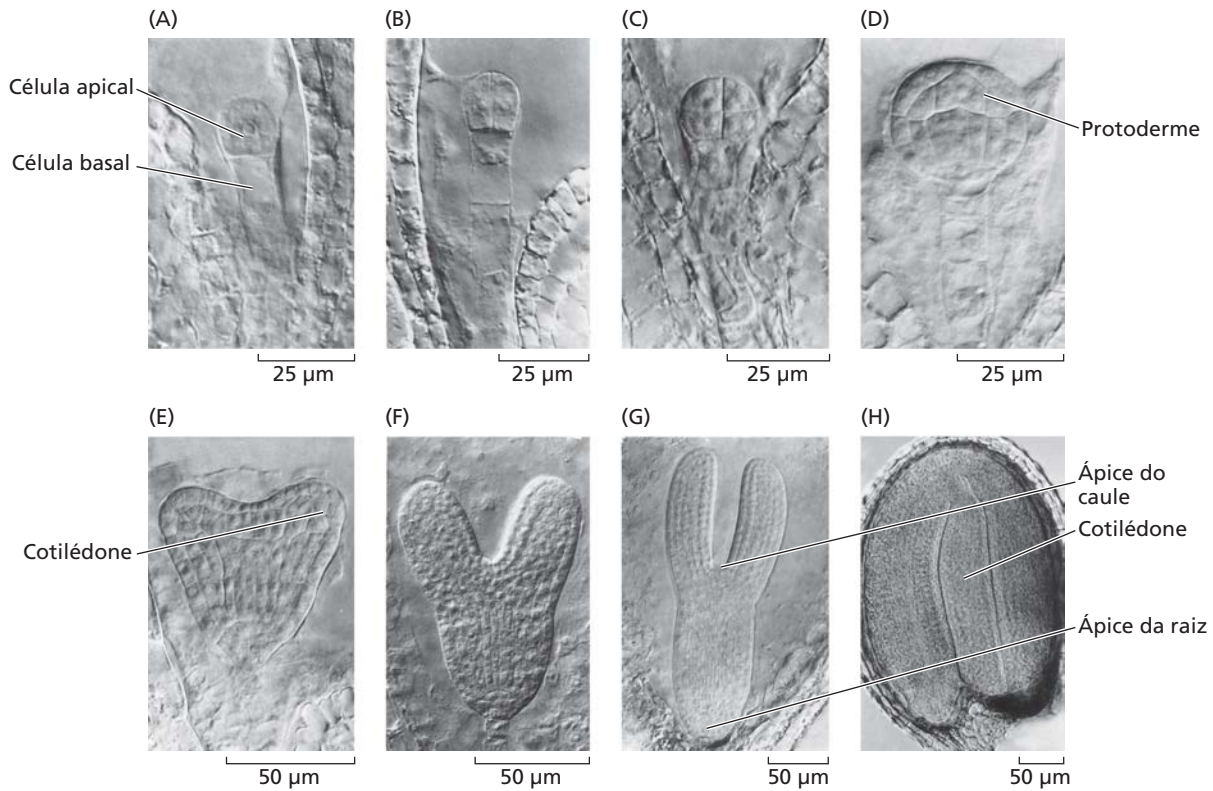 (A)
(B)
(C)
(D)
Célula apical
Célula basal
Protoderme
25 µm
25 µm
25 µm
25 µm
(E)
(F)
(G)
(H)
Cotilédone
Ápice do
caule
Cotilédone
Ápice da raiz
50 µm
50 µm
50 µm
50 µm